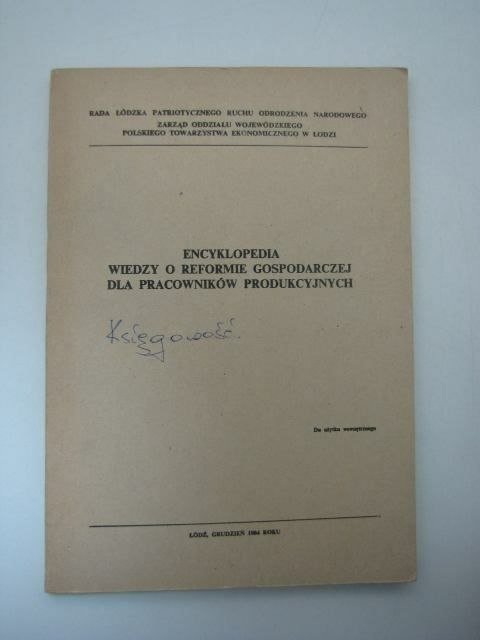 RADA ŁÓDZKA PATRIOTYCZNEGO RUCHU ODRODZENIA NARODOWEGO
ZARZĄD ODDZIAŁU WOJEWÓDZKIEGO
POLSKIEGO TOWARZYSTWA EKONOMICZNEGO W ŁODZI
ENCYKLOPEDIA
WIEDZY O REFORMIE GOSPODARCZEJ
DLA PRACOWNIKÓW PRODUKCYJNYCH
Księgowość.
Do użytku wewnętrznego
ŁÓDŹ, GRUDZIEŃ 1984 ROKU